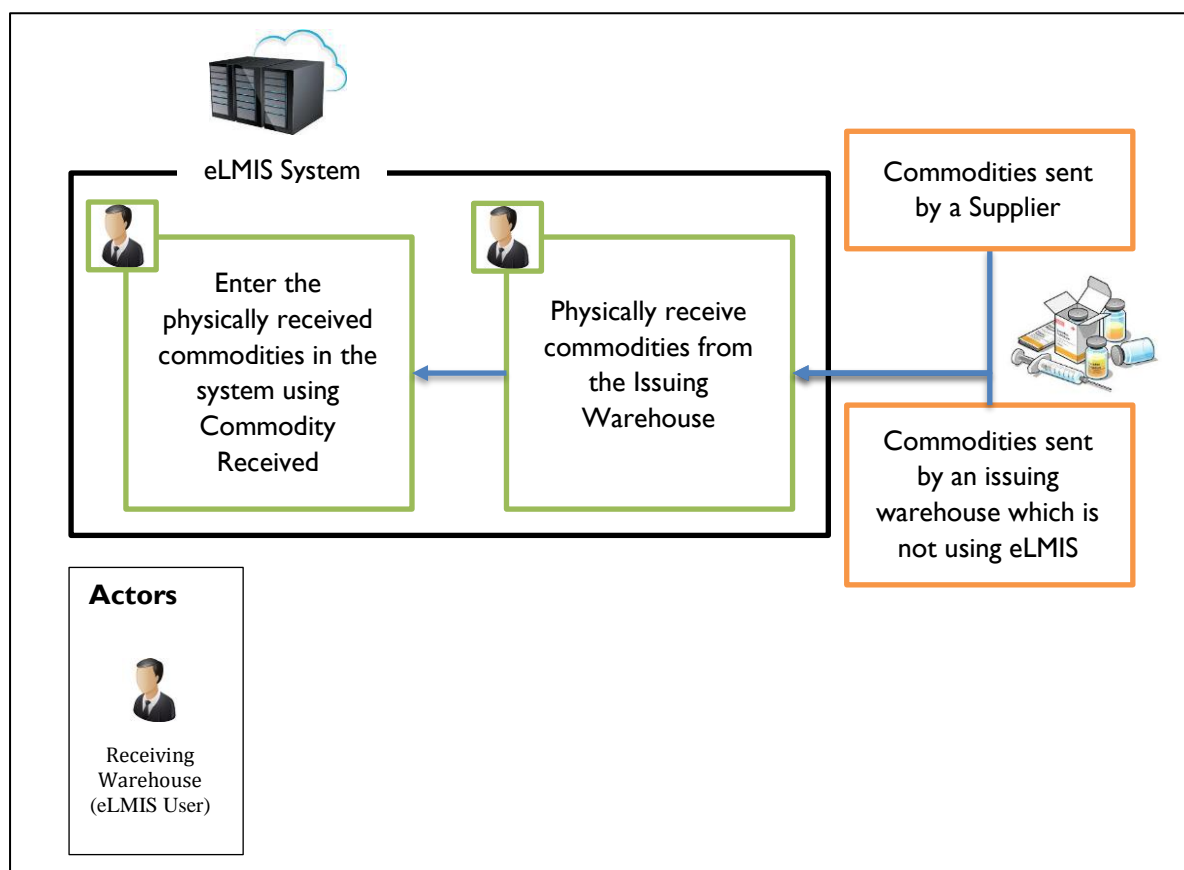 eLMIS System
Commodities sent
by a Supplier
Enter the
physically received
commodities in the
system using
Commodity
Received
Physically receive
commodities from
the Issuing
Warehouse
Commodities sent
by an issuing
warehouse which is
not using eLMIS
Actors
Receiving
Warehouse
(eLMIS User)